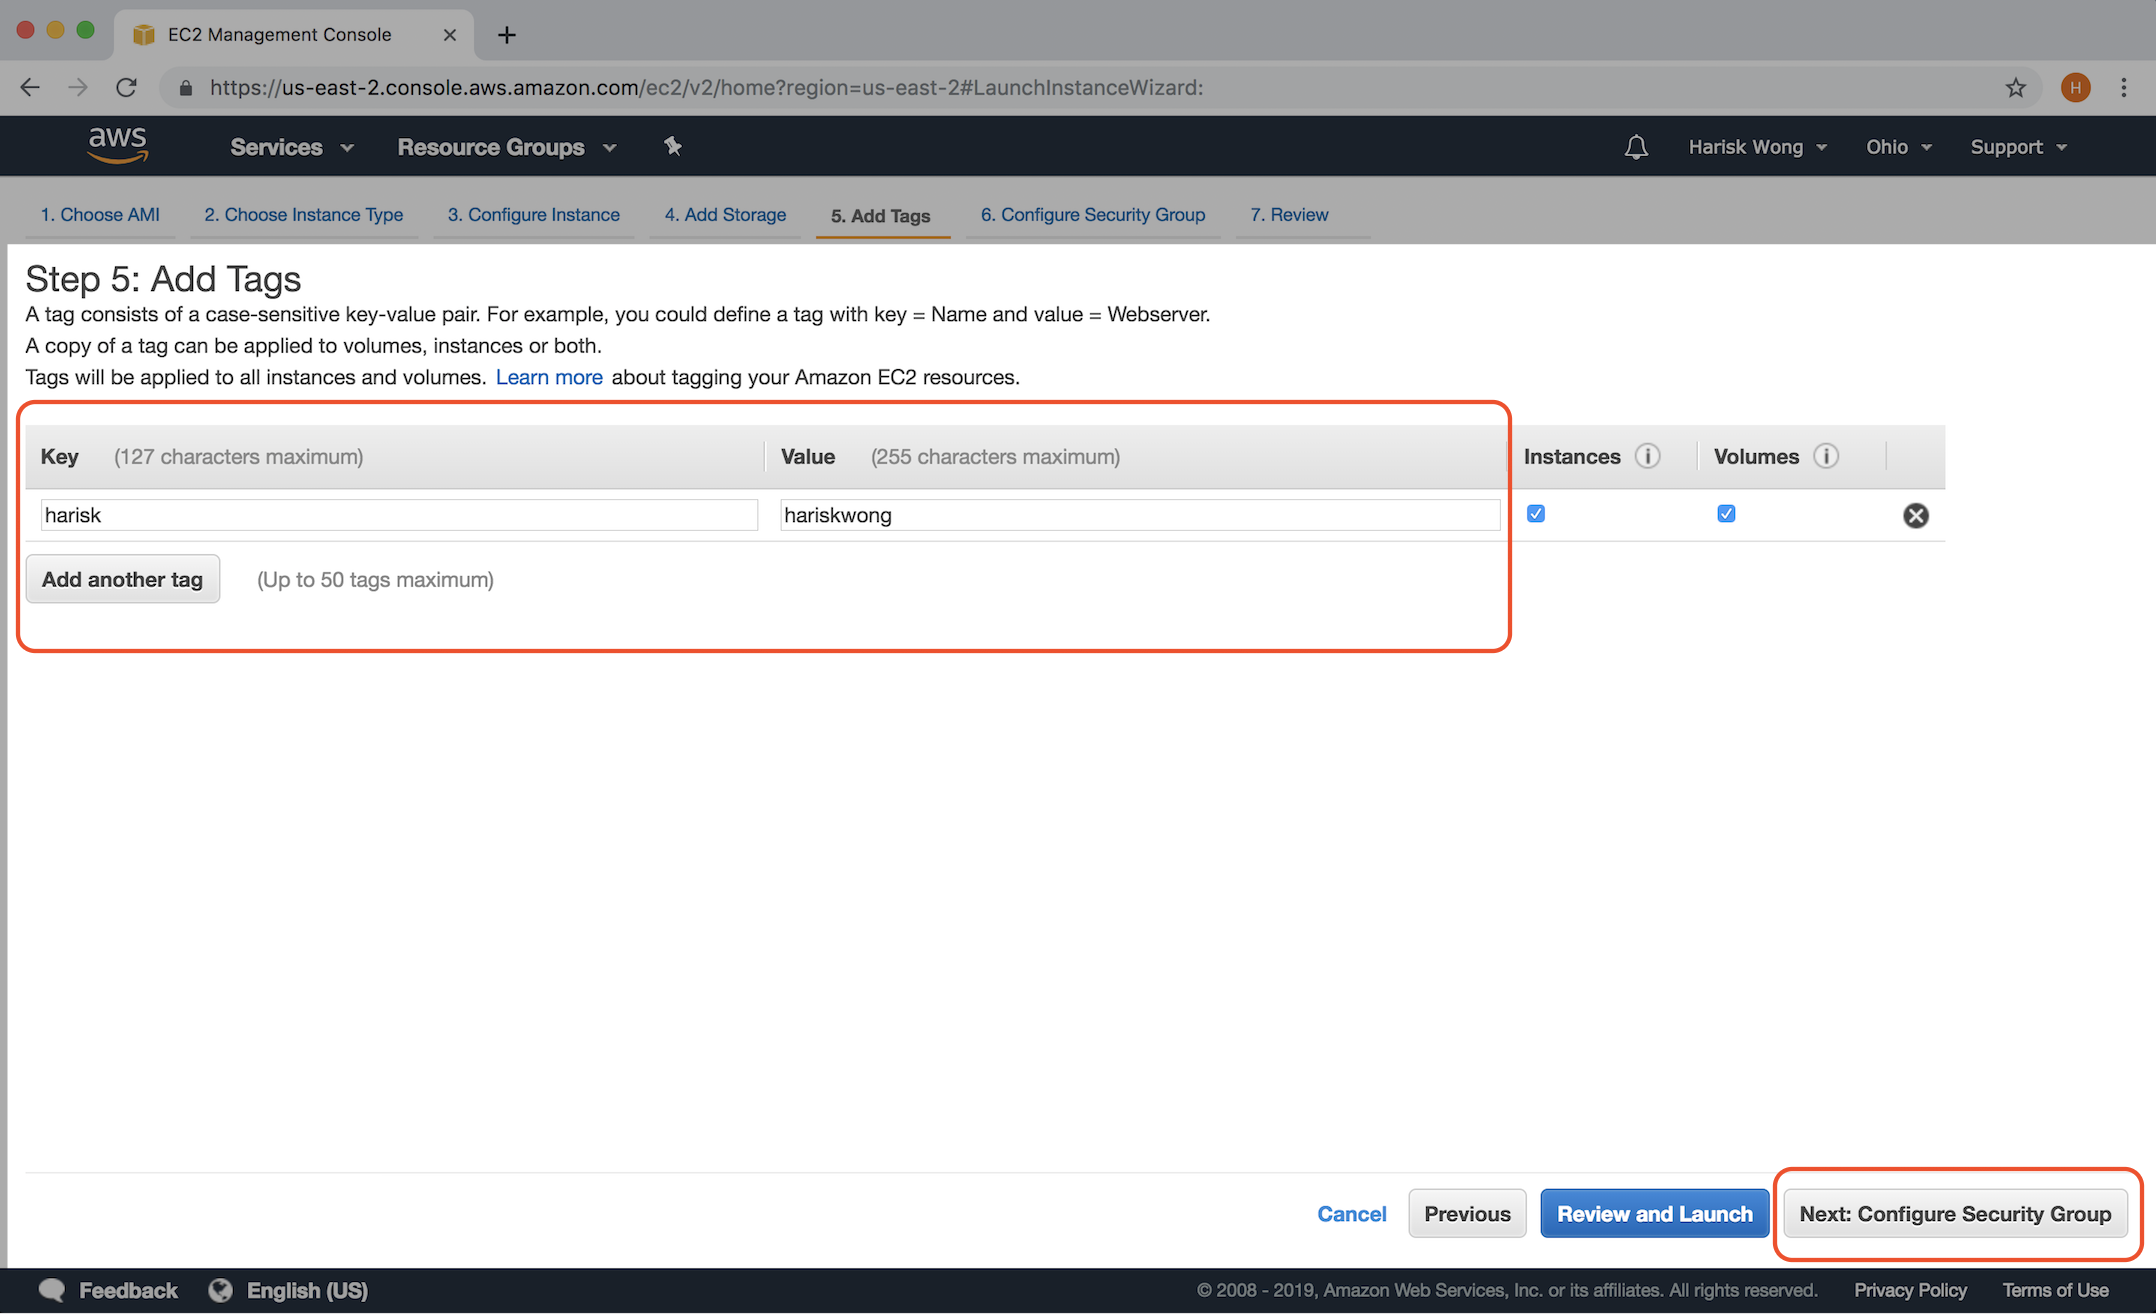 EC2 Management Console
https://us-east-2.console.aws.amazon.com/ec2/v2/home?region=us-east-2#LaunchInstanceWizard:
H
aws Services Resource Groups Harisk Wong Ohio Support
1. Choose AMI 2. Choose Instance Type 3. Configure Instance 4. Add Storage 5. Add Tags 6. Configure Security Group 7. Review
Step 5: Add Tags
A tag consists of a case-sensitive key-value pair. For example, you could define a tag with key = Name and value = Webserver.
A copy of a tag can be applied to volumes, instances or both.
Tags will be applied to all instances and volumes. Learn more about tagging your Amazon EC2 resources.
Key (127 characters maximum) Value (255 characters maximum) Instances i Volumes i
harisk hariskwong
Add another tag (Up to 50 tags maximum)
Cancel Previous Review and Launch Next: Configure Security Group
Feedback English (US) © 2008 - 2019, Amazon Web Services, Inc. or its affiliates. All rights reserved. Privacy Policy Terms of Use